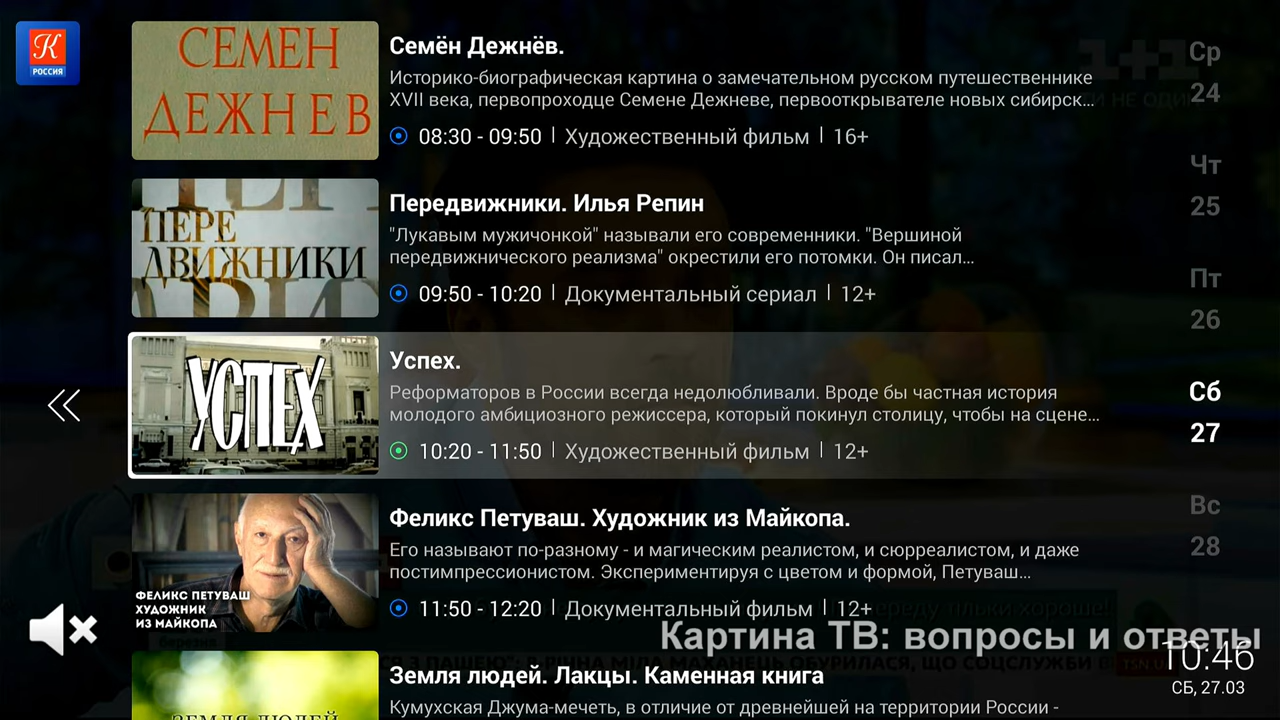 К
РОССИЯ
СЕМЕН
ДЕЖНЕВ
Семён Дежнёв.
Историко-биографическая картина о замечательном русском путешественнике
XVII века, первопроходце Семене Дежневе, первооткрывателе новых сибирск...
08:30 - 09:50 | Художественный фильм | 16+
1+1
Ср
24
ПЕРЕ
ДВИЖНИКИ
Передвижники. Илья Репин
"Лукавым мужичонкой" называли его современники. "Вершиной
передвижнического реализма" окрестили его потомки. Он писал...
09:50 - 10:20 | Документальный сериал | 12+
Чт
25
Пт
26
УСПЕХ
Успех.
Реформаторов в России всегда недолюбливали. Вроде бы частная история
молодого амбициозного режиссера, который покинул столицу, чтобы на сцене...
10:20 - 11:50 | Художественный фильм | 12+
Сб
27
ФЕЛИКС ПЕТУВАШ
ХУДОЖНИК
ИЗ МАЙКОПА
Феликс Петуваш. Художник из Майкопа.
Его называют по-разному - и магическим реалистом, и сюрреалистом, и даже
постимпрессионистом. Экспериментируя с цветом и формой, Петуваш...
11:50 - 12:20 | Документальный фильм | 12+
Вс
28
Картина ТВ: вопросы и ответы
ЗЕМЛЯ ЛЮДЕЙ
Земля людей. Лакцы. Каменная книга
Кумухская Джума-мечеть, в отличие от древнейшей на территории России -
10:46
СБ, 27.03